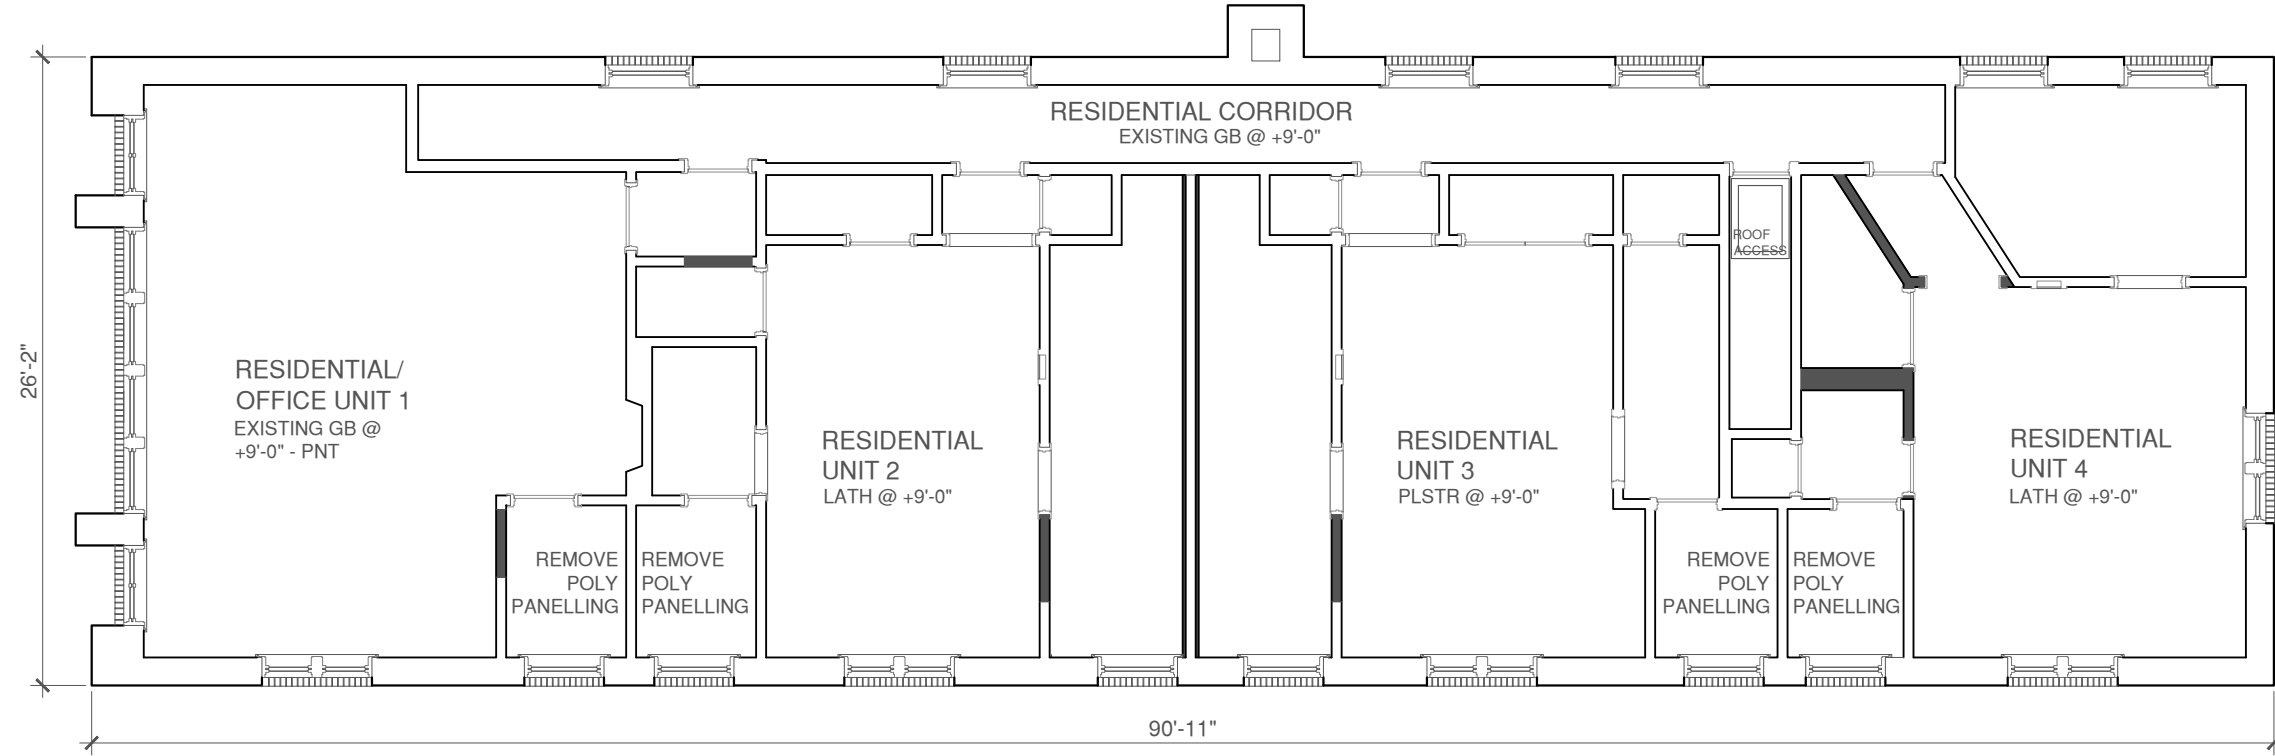 RESIDENTIAL CORRIDOR
EXISTING GB @ +9'-0"
ROOF
ACCESS
26'-2"
RESIDENTIAL/
OFFICE UNIT 1
EXISTING GB @
+9'-0" - PNT
RESIDENTIAL
UNIT 2
LATH @ +9'-0"
RESIDENTIAL
UNIT 3
PLSTR @ +9'-0"
RESIDENTIAL
UNIT 4
LATH @ +9'-0"
REMOVE
POLY
PANELLING
REMOVE
POLY
PANELLING
REMOVE
POLY
PANELLING
REMOVE
POLY
PANELLING
90'-11"